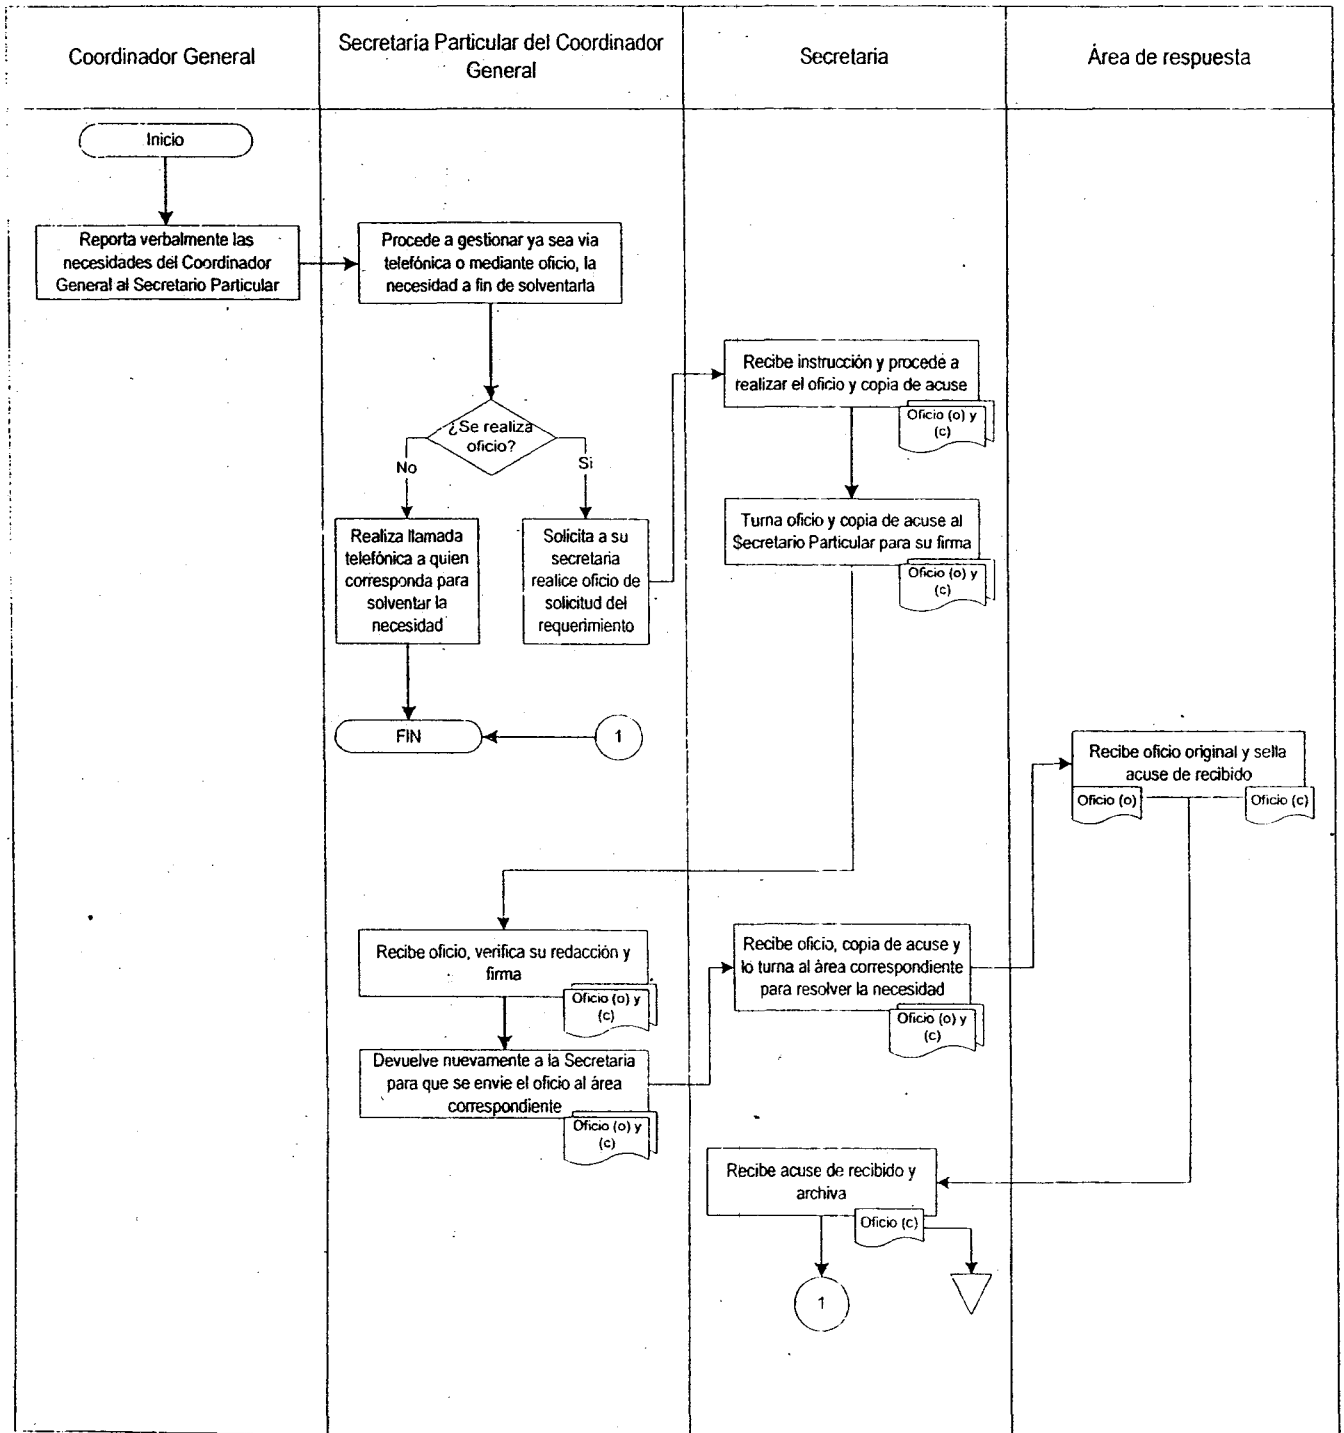 Coordinador General
Secretaria Particular del Coordinador
General
Secretaria
Área de respuesta
Inicio
Reporta verbalmente las
necesidades del Coordinador
General al Secretario Particular
Procede a gestionar ya sea via
telefónica o mediante oficio, la
necesidad a fin de solventarla
¿Se realiza
oficio?
No
Si
Realiza llamada
telefónica a quien
corresponda para
solventar la
necesidad
Solicita a su
secretaria
realice oficio de
solicitud del
requerimiento
FIN
1
Recibe instrucción y procede a
realizar el oficio y copia de acuse
Oficio (o) y
(c)
Turna oficio y copia de acuse al
Secretario Particular para su firma
Oficio (o) y
(c)
Recibe oficio original y sella
acuse de recibido
Oficio (o)
Oficio (c)
Recibe oficio, verifica su redacción y
firma
Oficio (o) y
(c)
Devuelve nuevamente a la Secretaria
para que se envie el oficio al área
correspondiente
Oficio (o) y
(c)
Recibe oficio, copia de acuse y
lo turna al área correspondiente
para resolver la necesidad
Oficio (o) y
(c)
Recibe acuse de recibido y
archiva
Oficio (c)
1